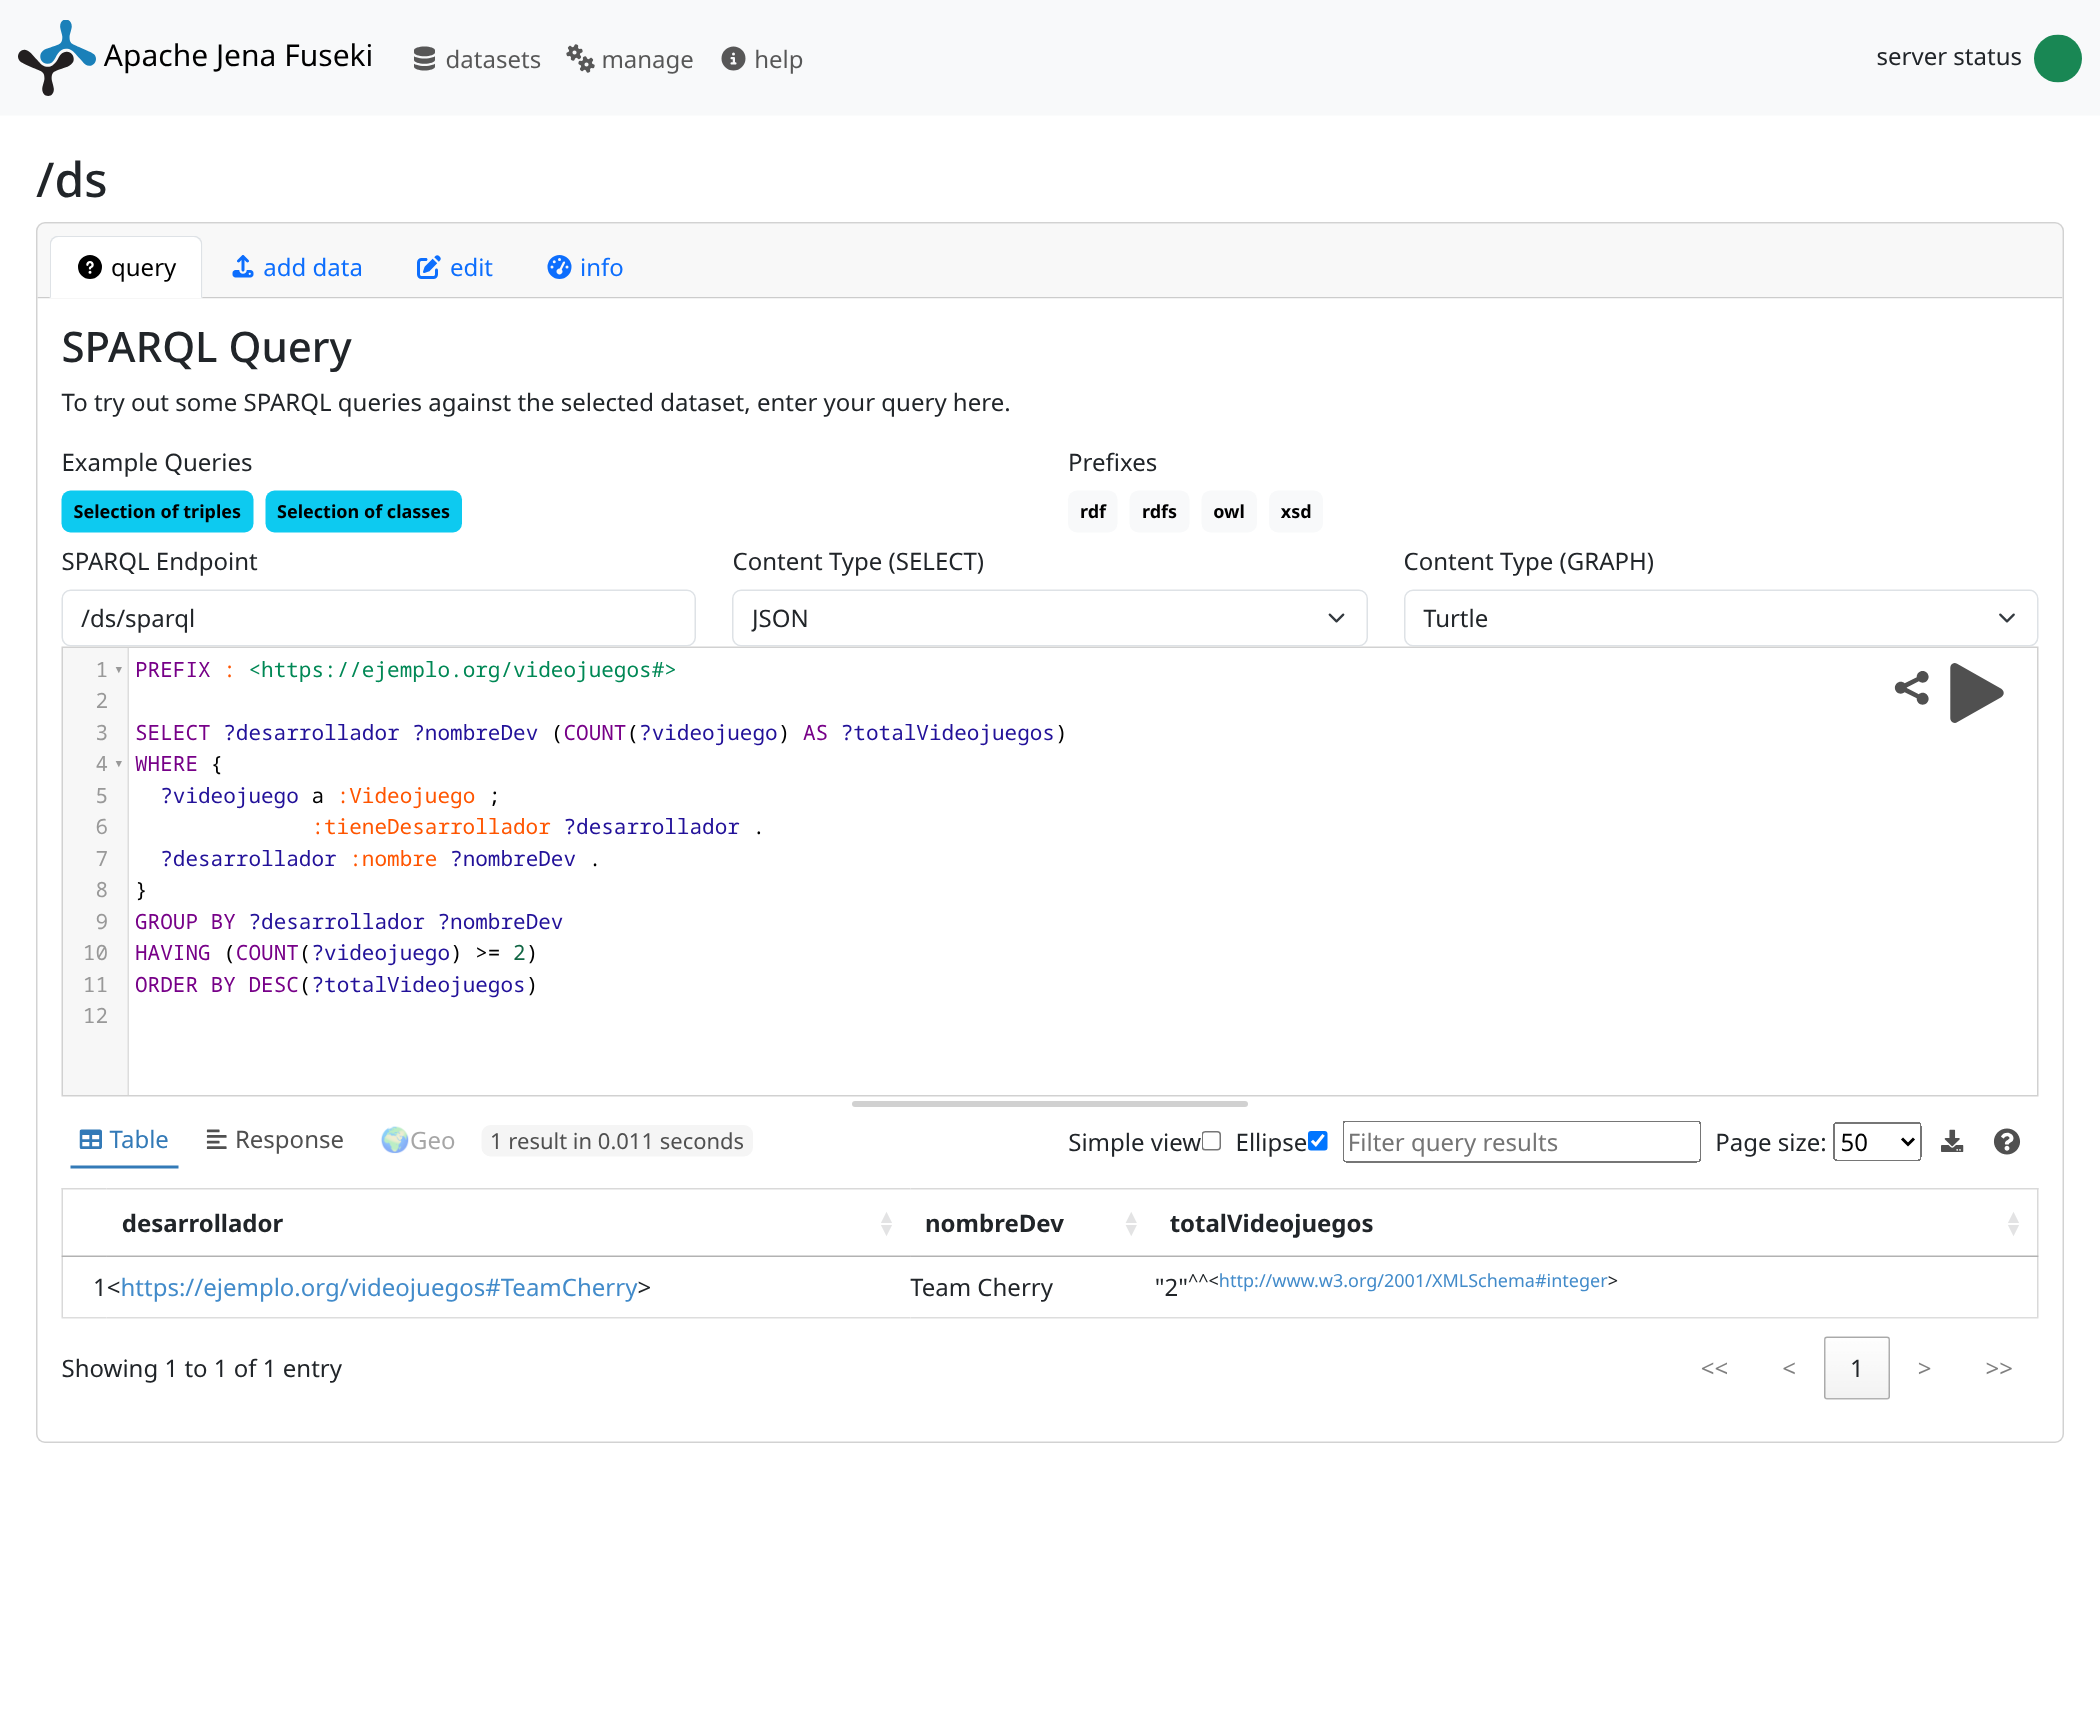 Apache Jena Fuseki datasets manage help server status
/ds
query add data edit info
SPARQL Query
To try out some SPARQL queries against the selected dataset, enter your query here.
Example Queries Prefixes
Selection of triples Selection of classes rdf rdfs owl xsd
SPARQL Endpoint Content Type (SELECT) Content Type (GRAPH)
/ds/sparql JSON Turtle
1 PREFIX : <https://ejemplo.org/videojuegos#>
2
3 SELECT ?desarrollador ?nombreDev (COUNT(?videojuego) AS ?totalVideojuegos)
4 WHERE {
5   ?videojuego a :Videojuego ;
6               :tieneDesarrollador ?desarrollador .
7   ?desarrollador :nombre ?nombreDev .
8 }
9 GROUP BY ?desarrollador ?nombreDev
10 HAVING (COUNT(?videojuego) >= 2)
11 ORDER BY DESC(?totalVideojuegos)
12
Table Response Geo 1 result in 0.011 seconds Simple view Ellipse Filter query results Page size: 50
desarrollador nombreDev totalVideojuegos
1 <https://ejemplo.org/videojuegos#TeamCherry> Team Cherry "2"^^<http://www.w3.org/2001/XMLSchema#integer>
Showing 1 to 1 of 1 entry << < 1 > >>